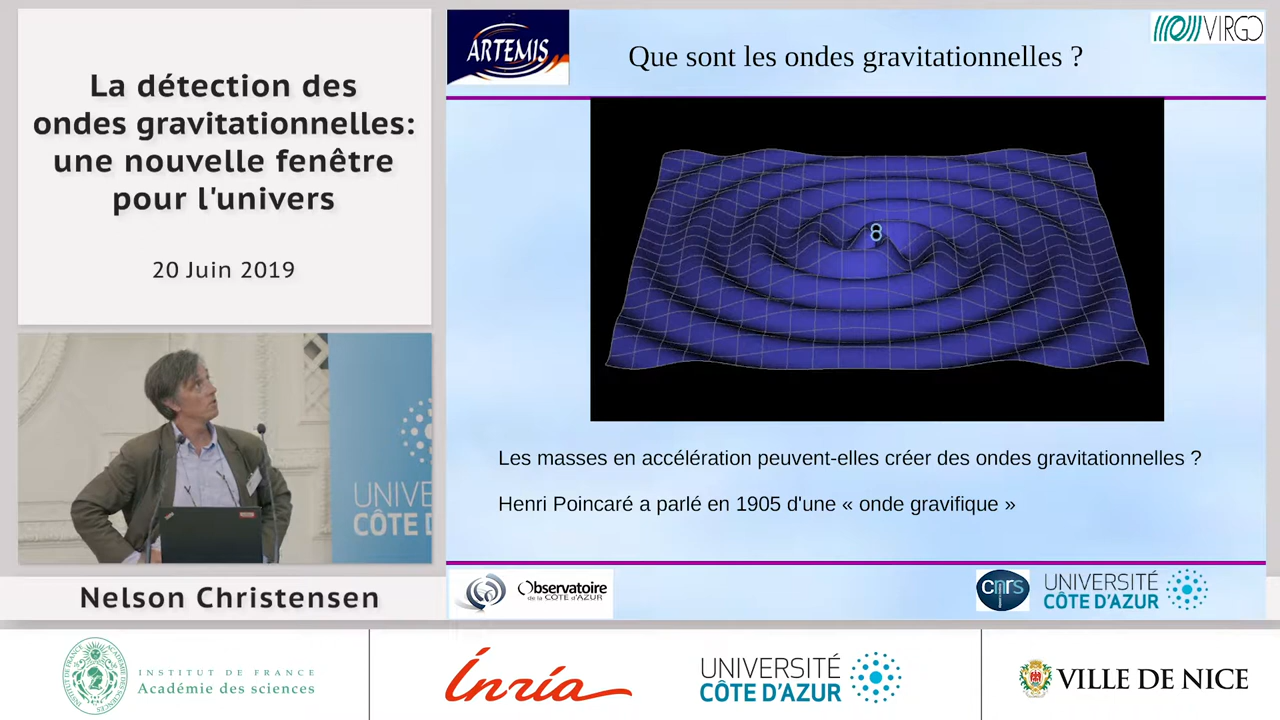 La détection des
ondes gravitationnelles:
une nouvelle fenêtre
pour l'univers
20 Juin 2019
UNIVE
CÔTE D
Nelson Christensen
ARTEMIS
Que sont les ondes gravitationnelles ?
VIRGO
Les masses en accélération peuvent-elles créer des ondes gravitationnelles ?
Henri Poincaré a parlé en 1905 d'une « onde gravifique »
Observatoire
de la CÔTE d'AZUR
cnrs
UNIVERSITÉ
CÔTE D'AZUR
INSTITUT DE FRANCE
Académie des sciences
Inria
UNIVERSITÉ
CÔTE D'AZUR
VILLE DE NICE